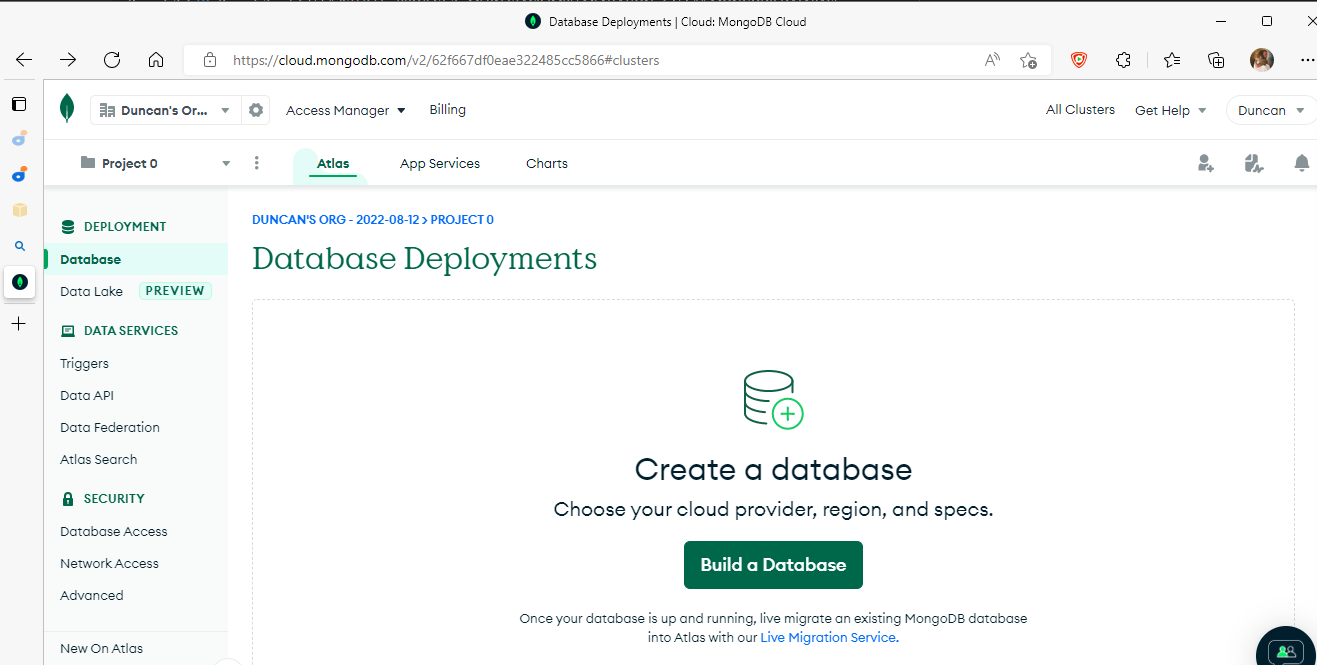 Database Deployments | Cloud: MongoDB Cloud
https://cloud.mongodb.com/v2/62f667df0eae322485cc5866#clusters
Duncan's Or...
Access Manager
Billing
All Clusters
Get Help
Duncan
Project 0
Atlas
App Services
Charts
DEPLOYMENT
Database
Data Lake PREVIEW
DATA SERVICES
Triggers
Data API
Data Federation
Atlas Search
SECURITY
Database Access
Network Access
Advanced
New On Atlas
DUNCAN'S ORG - 2022-08-12 > PROJECT 0
Database Deployments
Create a database
Choose your cloud provider, region, and specs.
Build a Database
Once your database is up and running, live migrate an existing MongoDB database
into Atlas with our Live Migration Service.